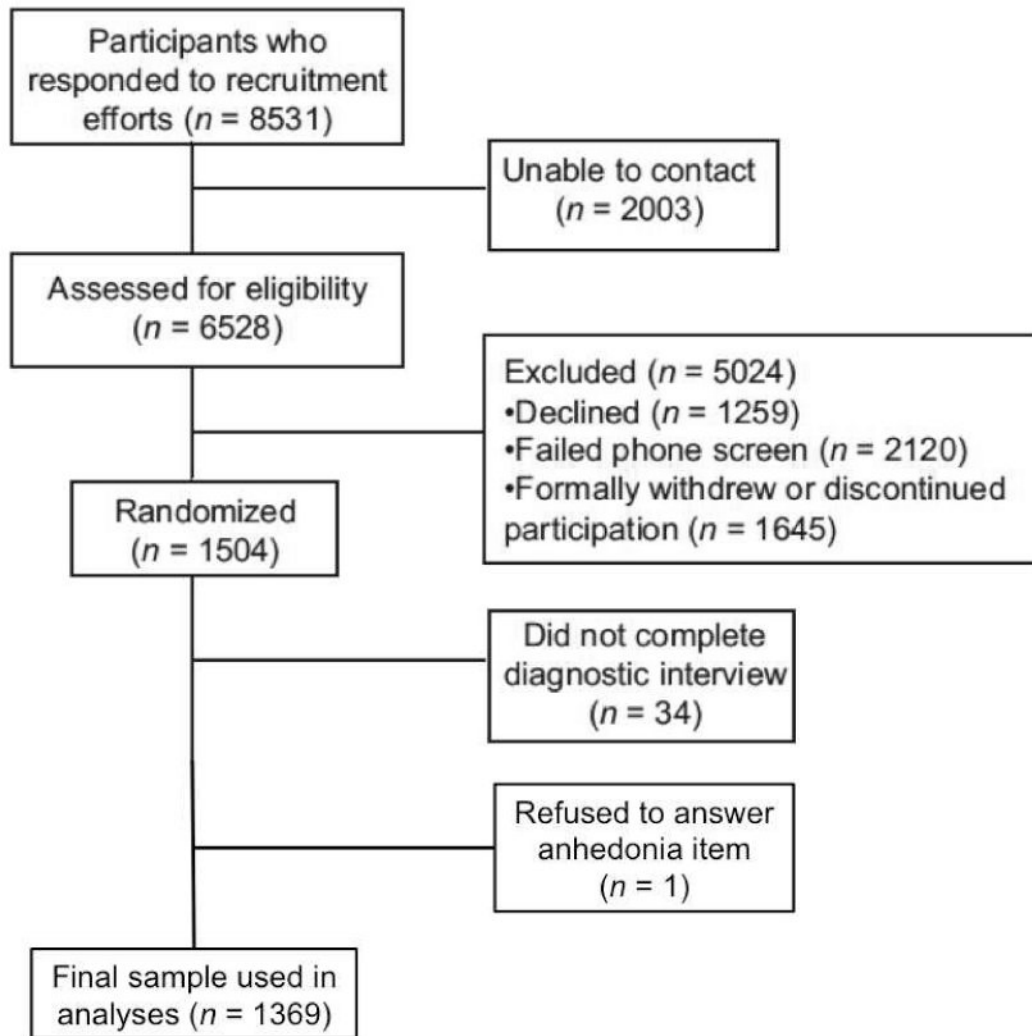 Participants who
responded to recruitment
efforts (n = 8531)
Unable to contact
(n = 2003)
Assessed for eligibility
(n = 6528)
Excluded (n = 5024)
•Declined (n = 1259)
•Failed phone screen (n = 2120)
•Formally withdrew or discontinued
participation (n = 1645)
Randomized
(n = 1504)
Did not complete
diagnostic interview
(n = 34)
Refused to answer
anhedonia item
(n = 1)
Final sample used in
analyses (n = 1369)